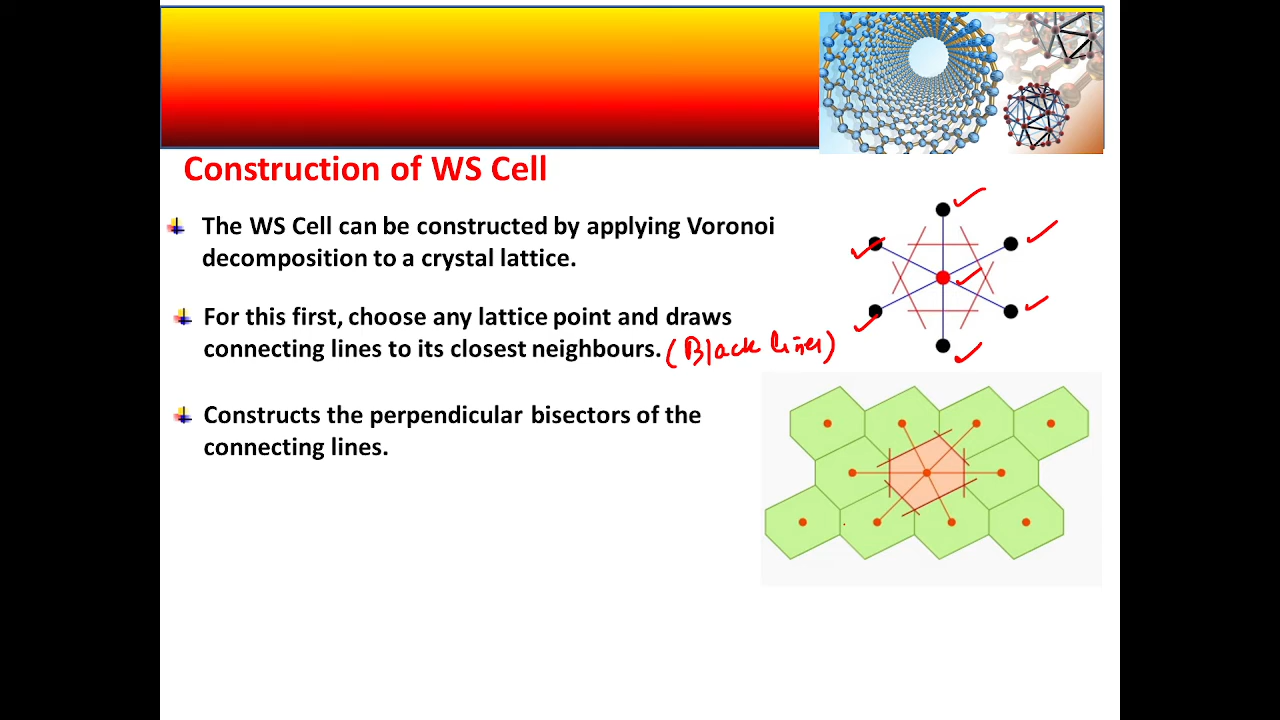 Construction of WS Cell
The WS Cell can be constructed by applying Voronoi
decomposition to a crystal lattice.
For this first, choose any lattice point and draws
connecting lines to its closest neighbours. (Black lines)
Constructs the perpendicular bisectors of the
connecting lines.